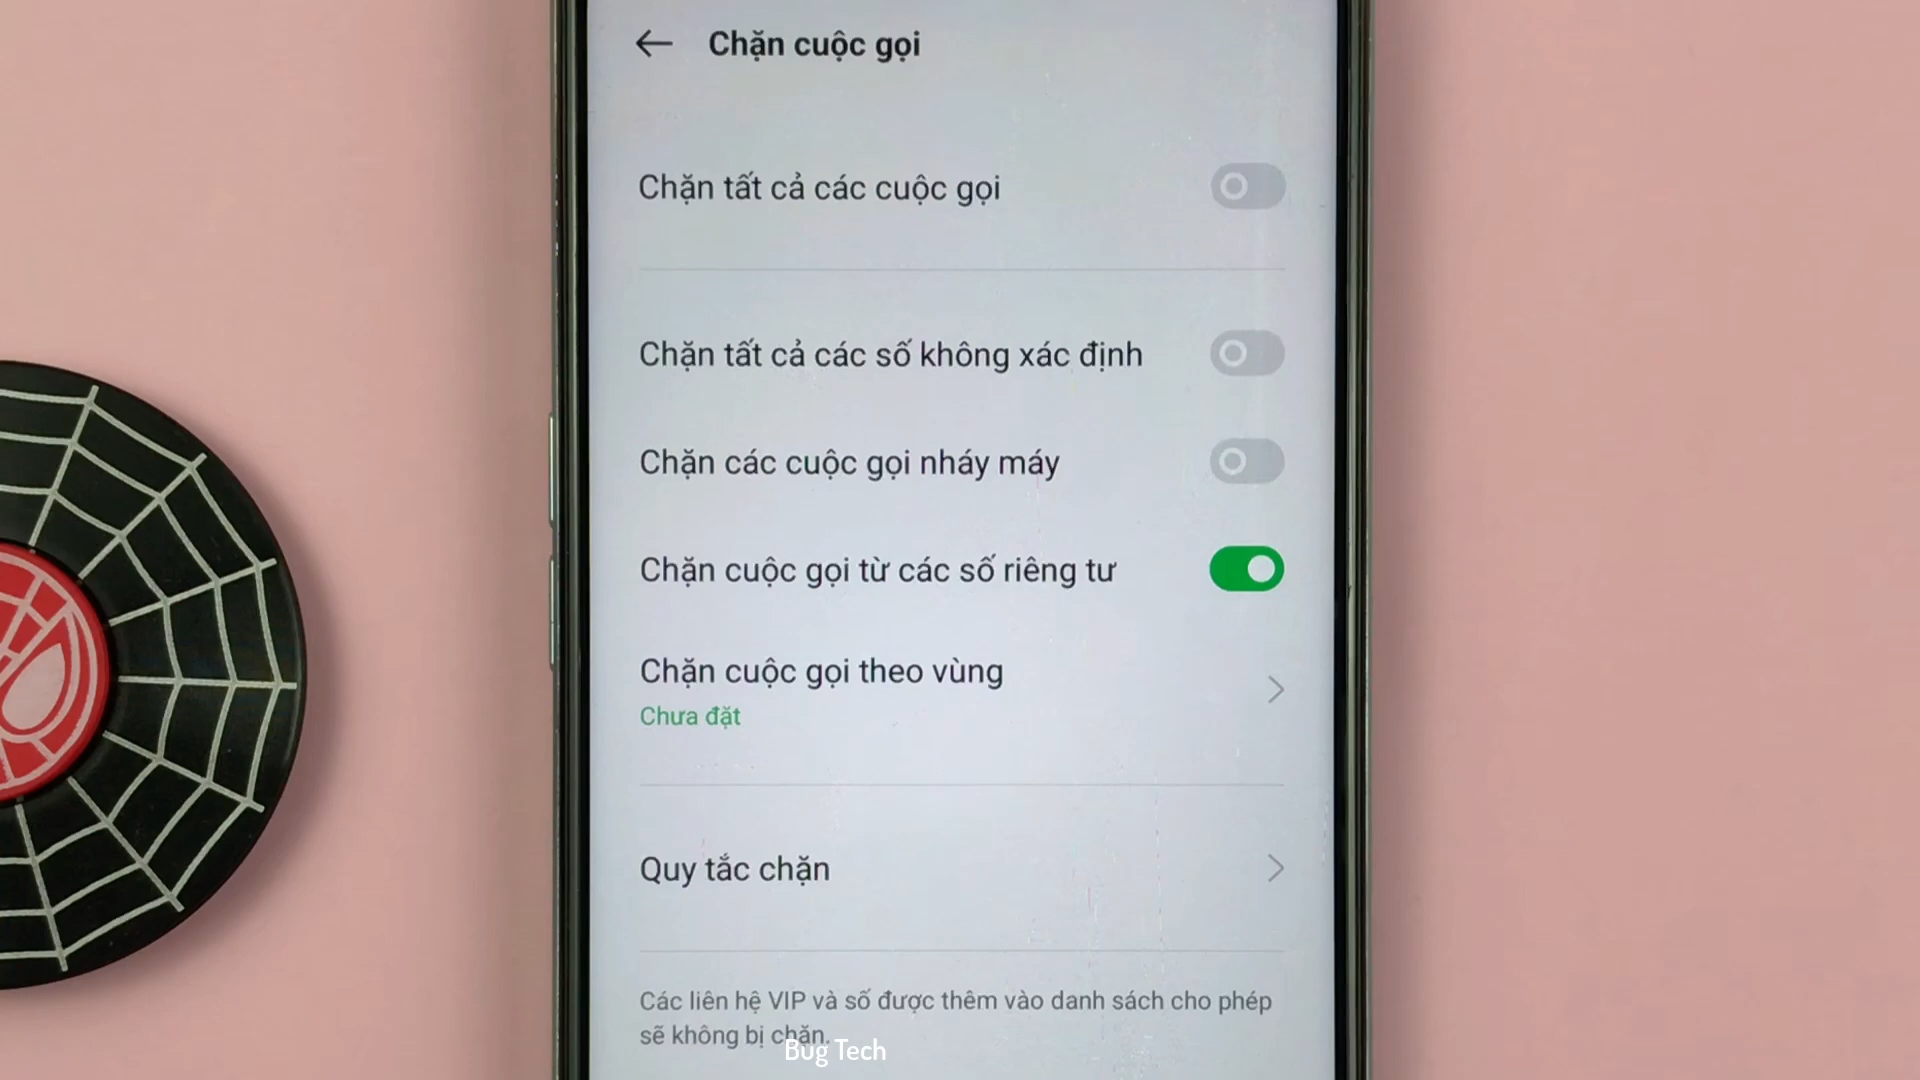 Chặn cuộc gọi
Chặn tất cả các cuộc gọi
Chặn tất cả các số không xác định
Chặn các cuộc gọi nháy máy
Chặn cuộc gọi từ các số riêng tư
Chặn cuộc gọi theo vùng
Chưa đặt
Quy tắc chặn
Các liên hệ VIP và số được thêm vào danh sách cho phép
sẽ không bị chặn.
Bug Tech